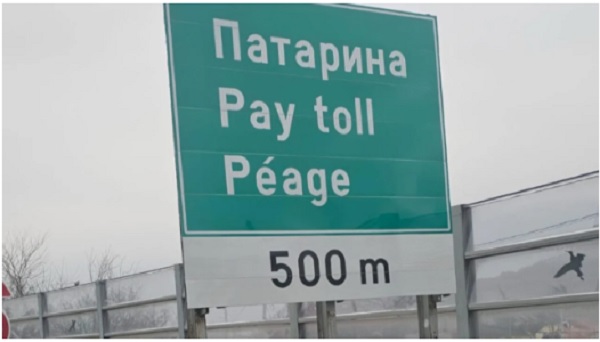 Патарина
Pay toll
Péage
500 m